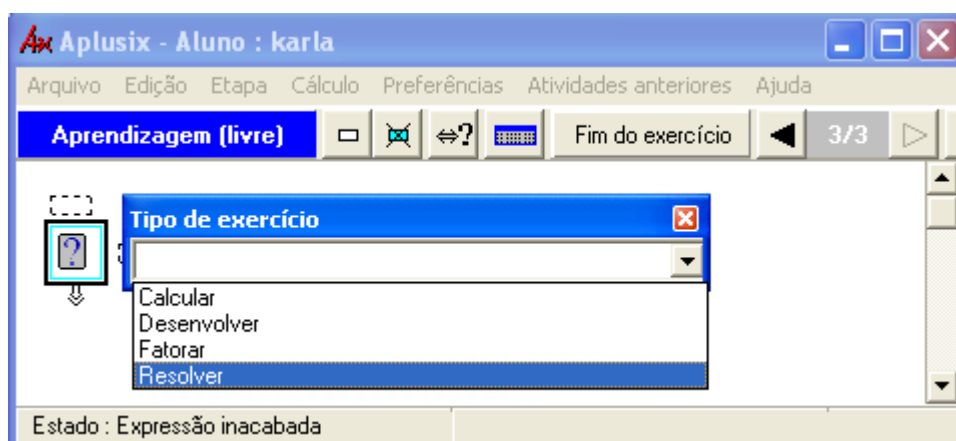 Aplusix - Aluno : karla
Arquivo Edição Etapa Cálculo Preferências Atividades anteriores Ajuda
Aprendizagem (livre) ⇔? Fim do exercício 3/3
?
Tipo de exercício
Calcular
Desenvolver
Fatorar
Resolver
Estado : Expressão inacabada